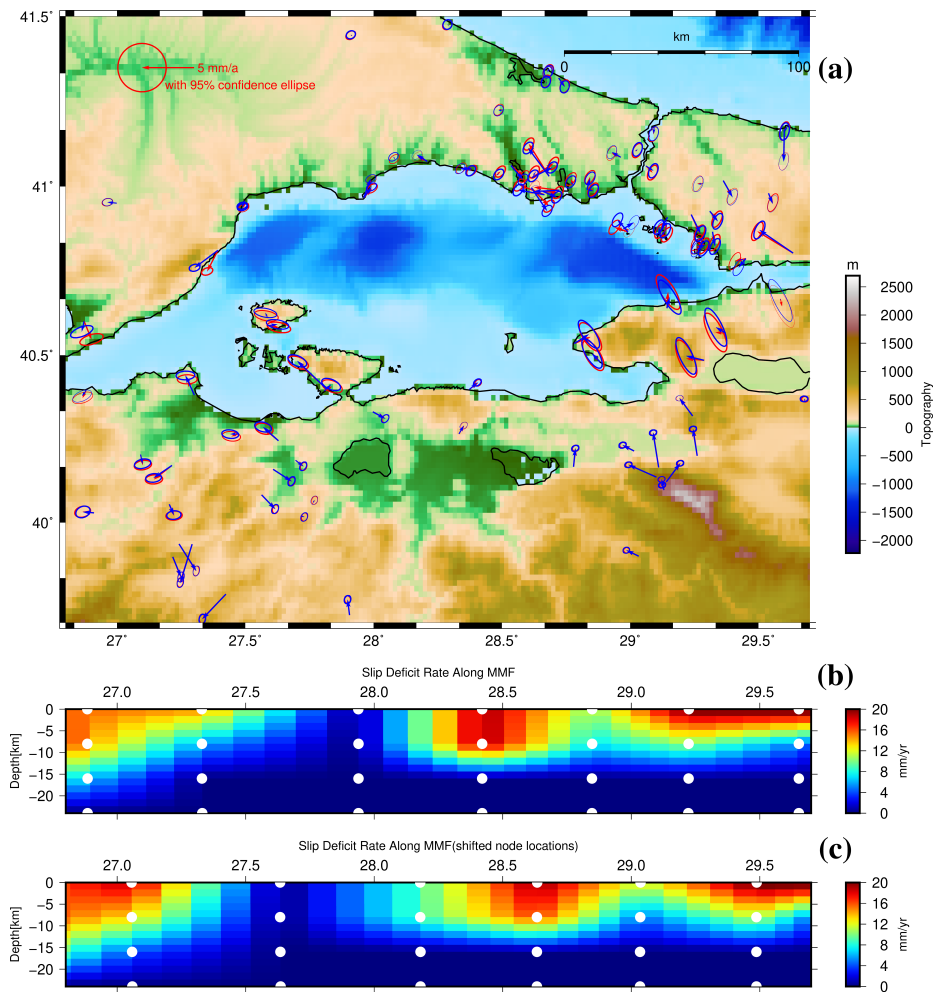 41.5°
41°
40.5°
40°
27°
27.5°
28°
28.5°
29°
29.5°
km
0
100
(a)
5 mm/a
with 95% confidence ellipse
m
2500
2000
1500
1000
500
0
−500
−1000
−1500
−2000
Topography
Slip Deficit Rate Along MMF
(b)
27.0 27.5 28.0 28.5 29.0 29.5
0
−5
−10
−15
−20
Depth[km]
20
16
12
8
4
0
mm/yr
Slip Deficit Rate Along MMF(shifted node locations)
(c)
27.0 27.5 28.0 28.5 29.0 29.5
0
−5
−10
−15
−20
Depth[km]
20
16
12
8
4
0
mm/yr